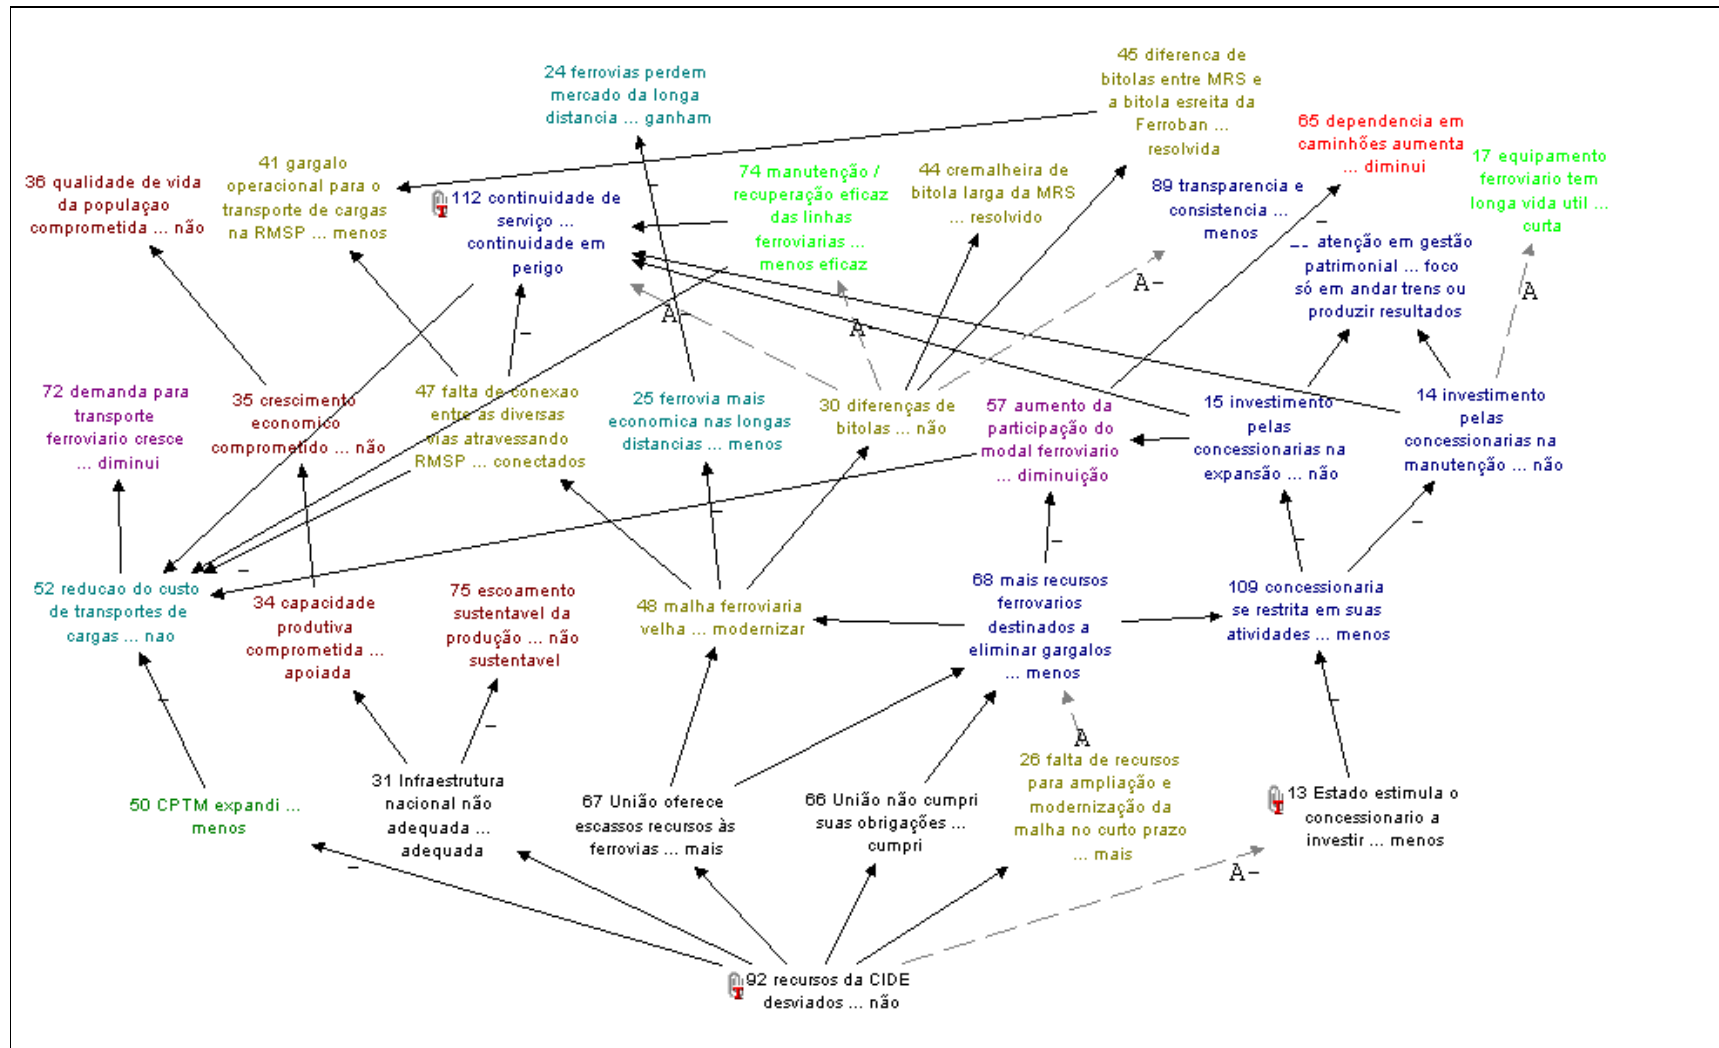 24 ferrovias perdem
mercado da longa
distancia ... ganham
45 diferenca de
bitolas entre MRS e
a bitola esreita da
Ferroban ...
resolvida
65 dependencia em
caminhões aumenta
... diminui
17 equipamento
ferroviario tem
longa vida util ...
curta
36 qualidade de vida
da populaçao
comprometida ... não
41 gargalo
operacional para o
transporte de cargas
na RMSP ... menos
112 continuidade de
serviço ...
continuidade em
perigo
74 manutenção /
recuperação eficaz
das linhas
ferroviarias ...
menos eficaz
44 cremalheira de
bitola larga da MRS
... resolvido
89 transparencia e
consistencia ...
menos
atenção em gestão
patrimonial ... foco
só em andar trens ou
produzir resultados
–
–
A-
A-
A-
A
–
72 demanda para
transporte
ferroviario cresce
... diminui
35 crescimento
economico
comprometido ... não
47 falta de conexao
entre as diversas
vias atravessando
RMSP ... conectados
25 ferrovia mais
economica nas longas
distancias ... menos
30 diferenças de
bitolas ... não
57 aumento da
participação do
modal ferroviario
... diminuição
15 investimento
pelas
concessionarias na
expansão ... não
14 investimento
pelas
concessionarias na
manutenção ... não
–
–
–
–
–
52 reducao do custo
de transportes de
cargas ... nao
34 capacidade
produtiva
comprometida ...
apoiada
75 escoamento
sustentavel da
produção ... não
sustentavel
48 malha ferroviaria
velha ... modernizar
68 mais recursos
ferrovarios
destinados a
eliminar gargalos
... menos
109 concessionaria
se restrita em suas
atividades ... menos
–
–
A
–
50 CPTM expandi ...
menos
31 Infraestrutura
nacional não
adequada ...
adequada
67 União oferece
escassos recursos às
ferrovias ... mais
66 União não cumpri
suas obrigações ...
cumpri
26 falta de recursos
para ampliação e
modernização da
malha no curto prazo
... mais
13 Estado estimula o
concessionario a
investir ... menos
–
A-
92 recursos da CIDE
desviados ... não